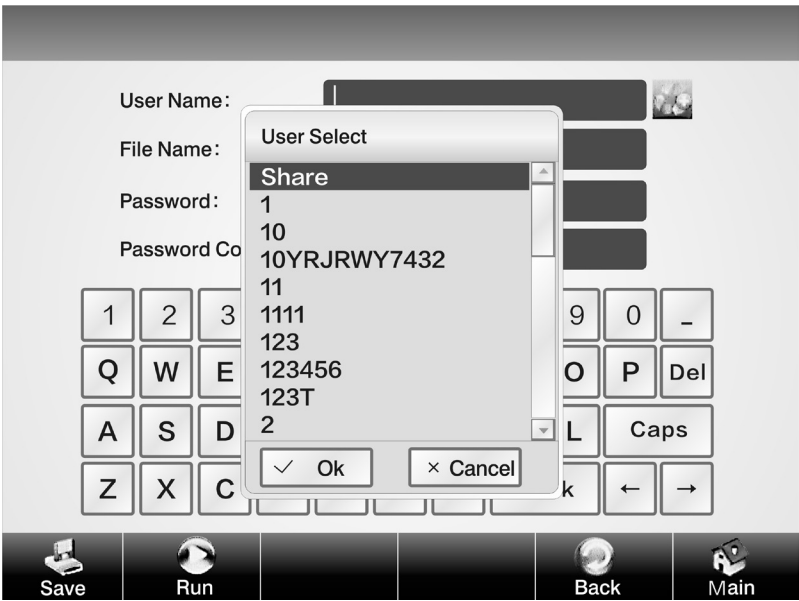 User Name:
File Name:
Password:
Password Co
User Select
Share
1
10
10YRJRWY7432
11
1111
123
123456
123T
2
Ok
Cancel
1 2 3 9 0 _
Q W E O P Del
A S D L Caps
Z X C k ← →
Save Run Back Main